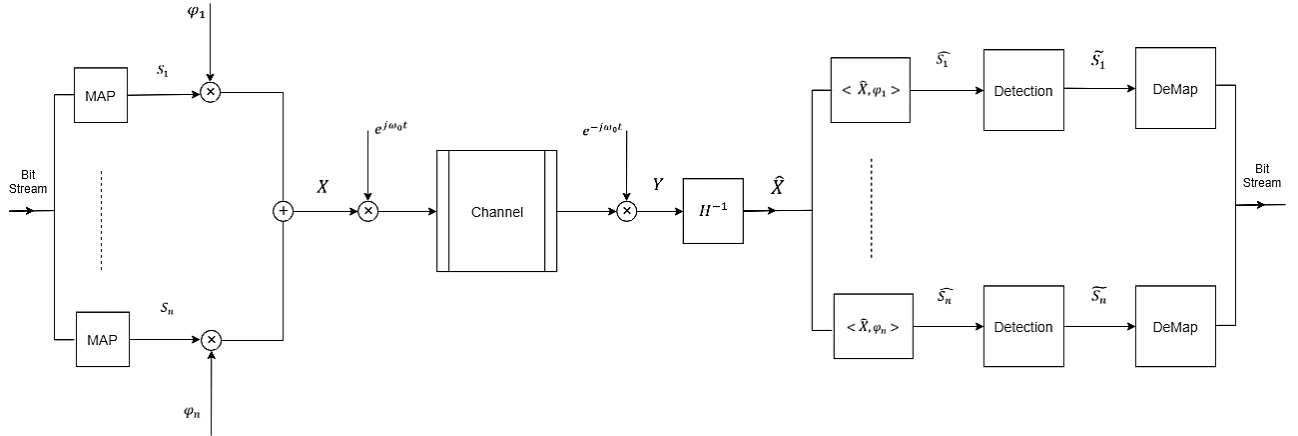 φ₁
MAP
S₁
Bit
Stream
MAP
Sₙ
φₙ
+
X
e^{jω₀t}
Channel
e^{-jω₀t}
Y
H⁻¹
X̂
< X̂, φ₁ >
Ŝ₁
Detection
S̃₁
DeMap
< X̂, φₙ >
Ŝₙ
Detection
S̃ₙ
DeMap
Bit
Stream